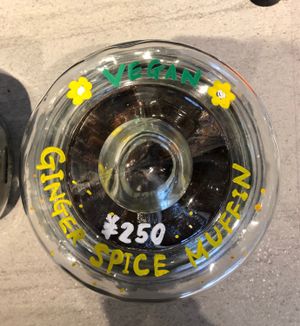 VEGAN
¥250
GINGER SPICE MUFFIN